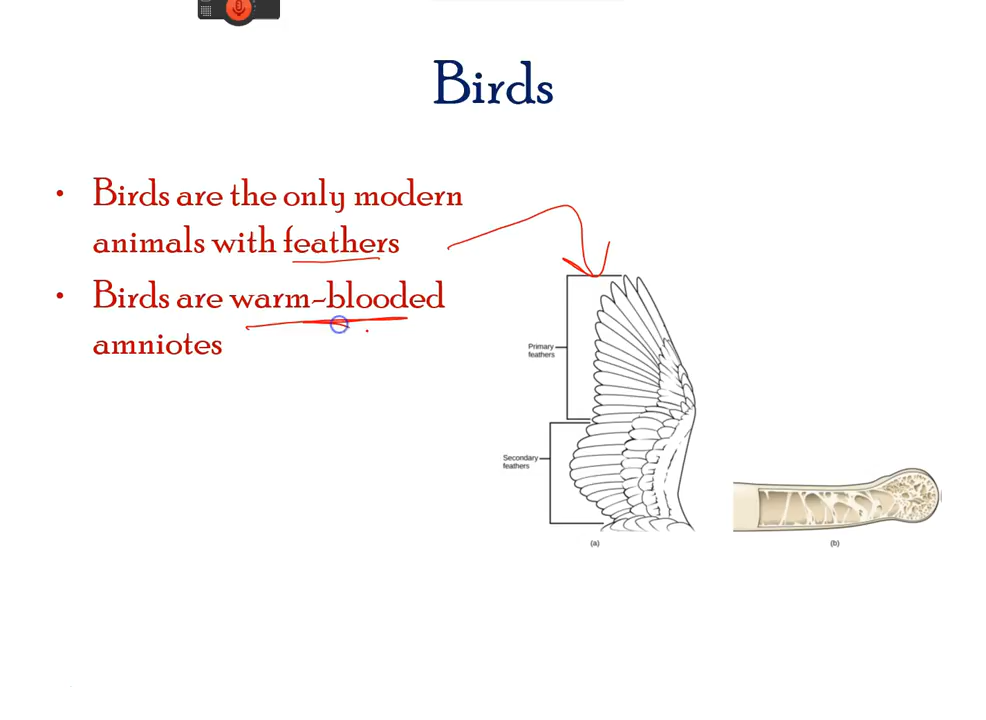 Birds
• Birds are the only modern
animals with feathers
• Birds are warm-blooded
amniotes
Primary
feathers
Secondary
feathers
(a)
(b)